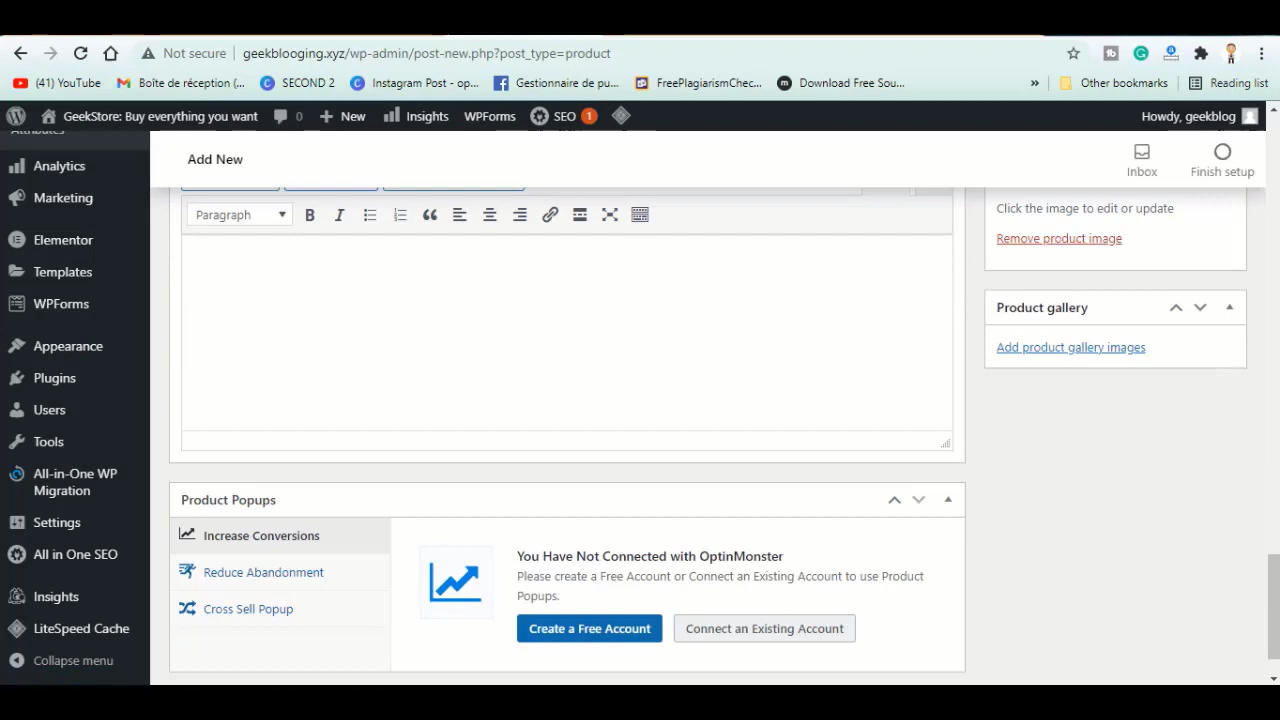 Not secure geekblooging.xyz/wp-admin/post-new.php?post_type=product
(41) YouTube Boîte de réception (... SECOND 2 Instagram Post - op... Gestionnaire de pu... FreePlagiarismChec... Download Free Sou... » Other bookmarks Reading list
GeekStore: Buy everything you want 0 New Insights WPForms SEO 1 Howdy, geekblog
Attributes
Analytics
Marketing
Elementor
Templates
WPForms
Appearance
Plugins
Users
Tools
All-in-One WP
Migration
Settings
All in One SEO
Insights
LiteSpeed Cache
Collapse menu
Add New
Inbox
Finish setup
Paragraph
Click the image to edit or update
Remove product image
Product gallery
Add product gallery images
Product Popups
Increase Conversions
Reduce Abandonment
Cross Sell Popup
You Have Not Connected with OptinMonster
Please create a Free Account or Connect an Existing Account to use Product
Popups.
Create a Free Account Connect an Existing Account